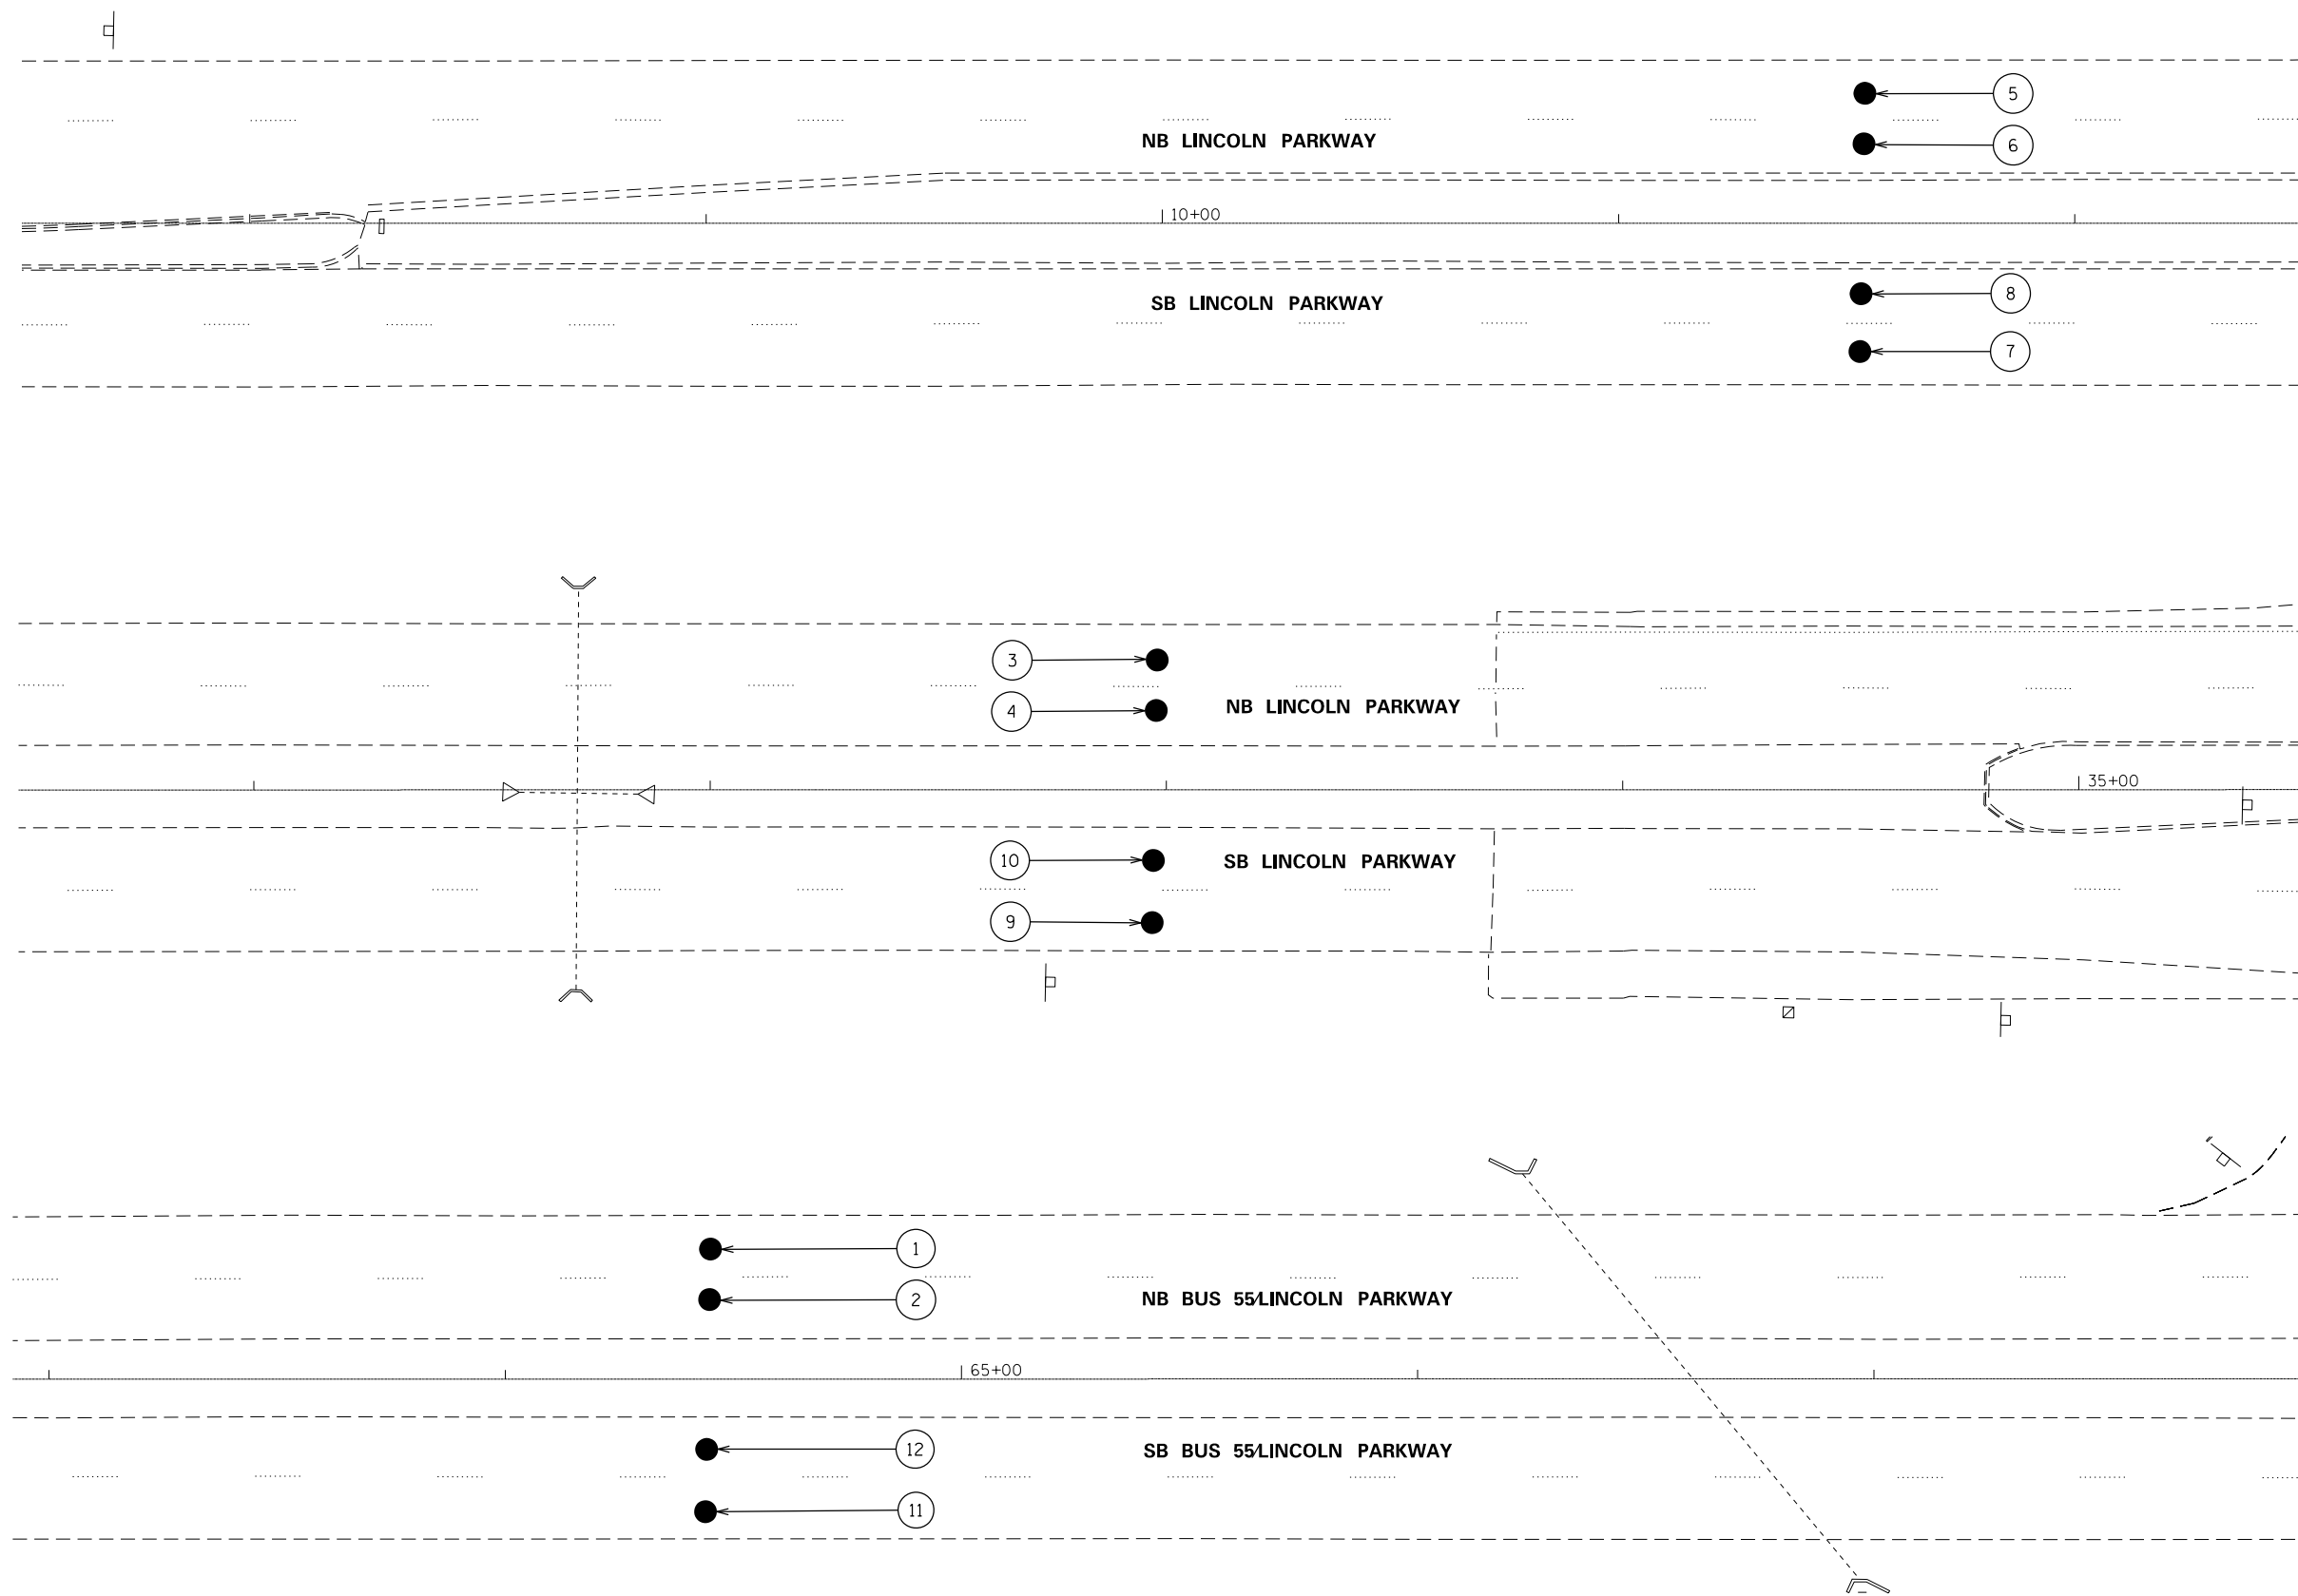 5
NB LINCOLN PARKWAY
6
10+00
SB LINCOLN PARKWAY
8
7
3
4
NB LINCOLN PARKWAY
35+00
10
SB LINCOLN PARKWAY
9
1
2
NB BUS 55/LINCOLN PARKWAY
65+00
12
SB BUS 55/LINCOLN PARKWAY
11